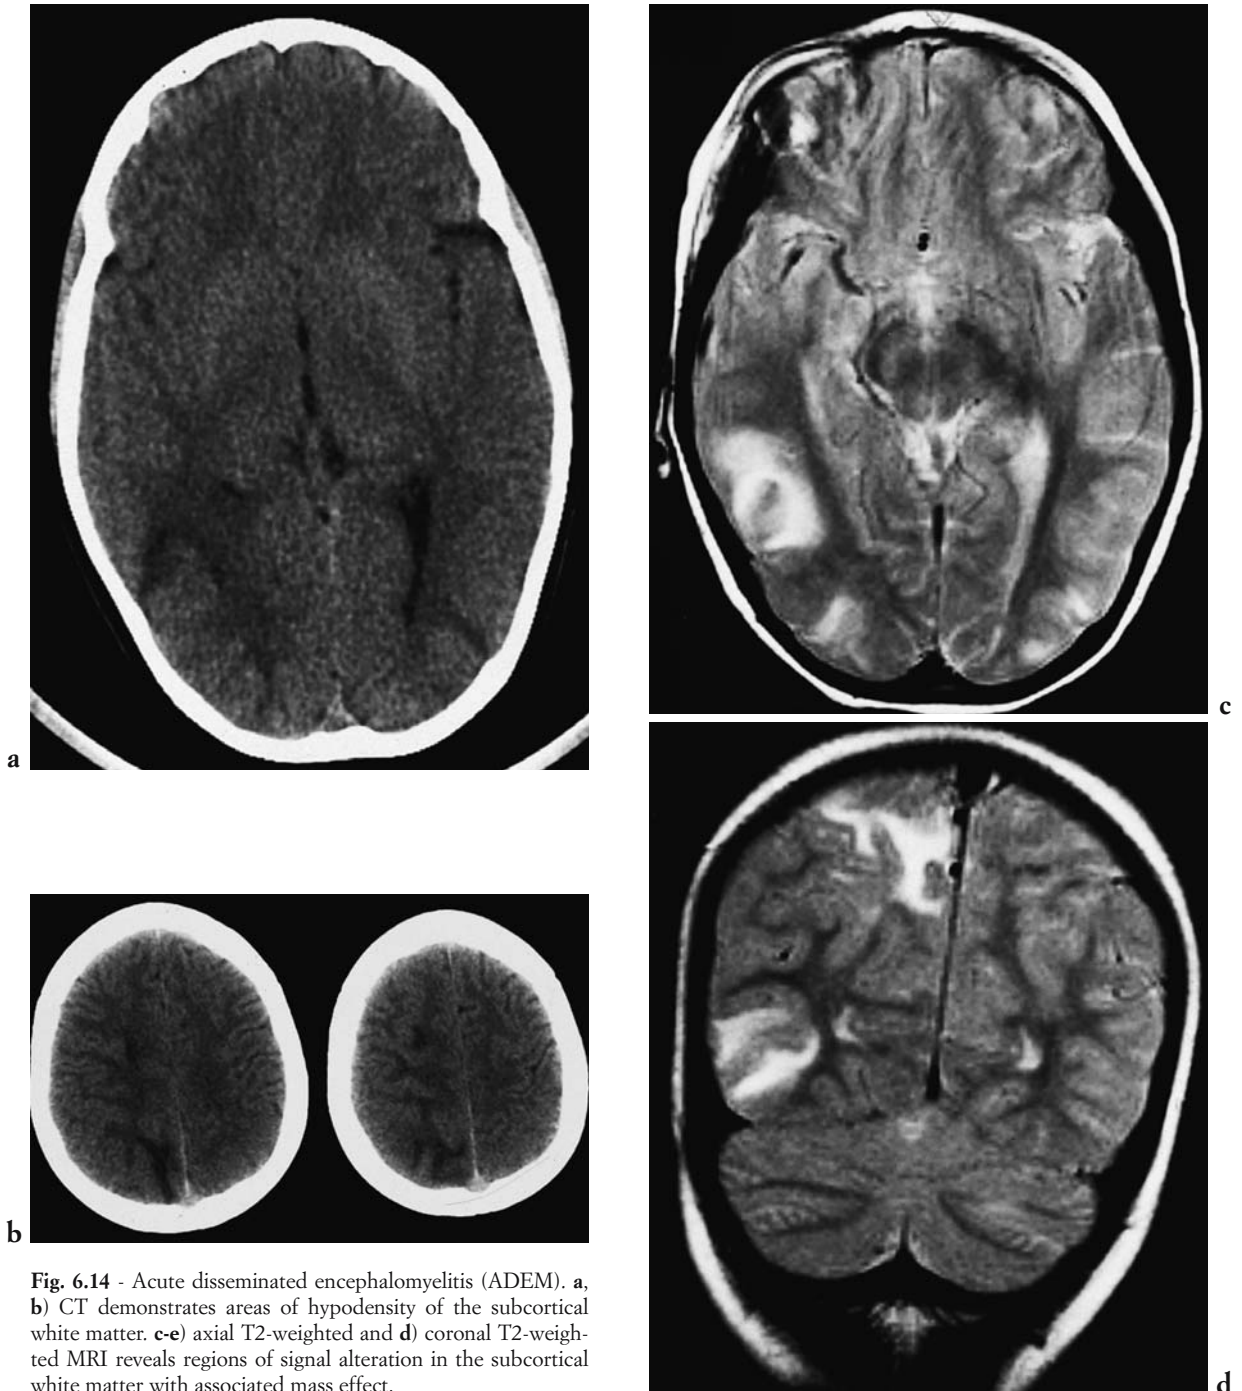 a
c
b
d
Fig. 6.14 - Acute disseminated encephalomyelitis (ADEM). a,
b) CT demonstrates areas of hypodensity of the subcortical
white matter. c-e) axial T2-weighted and d) coronal T2-weigh-
ted MRI reveals regions of signal alteration in the subcortical
white matter with associated mass effect.